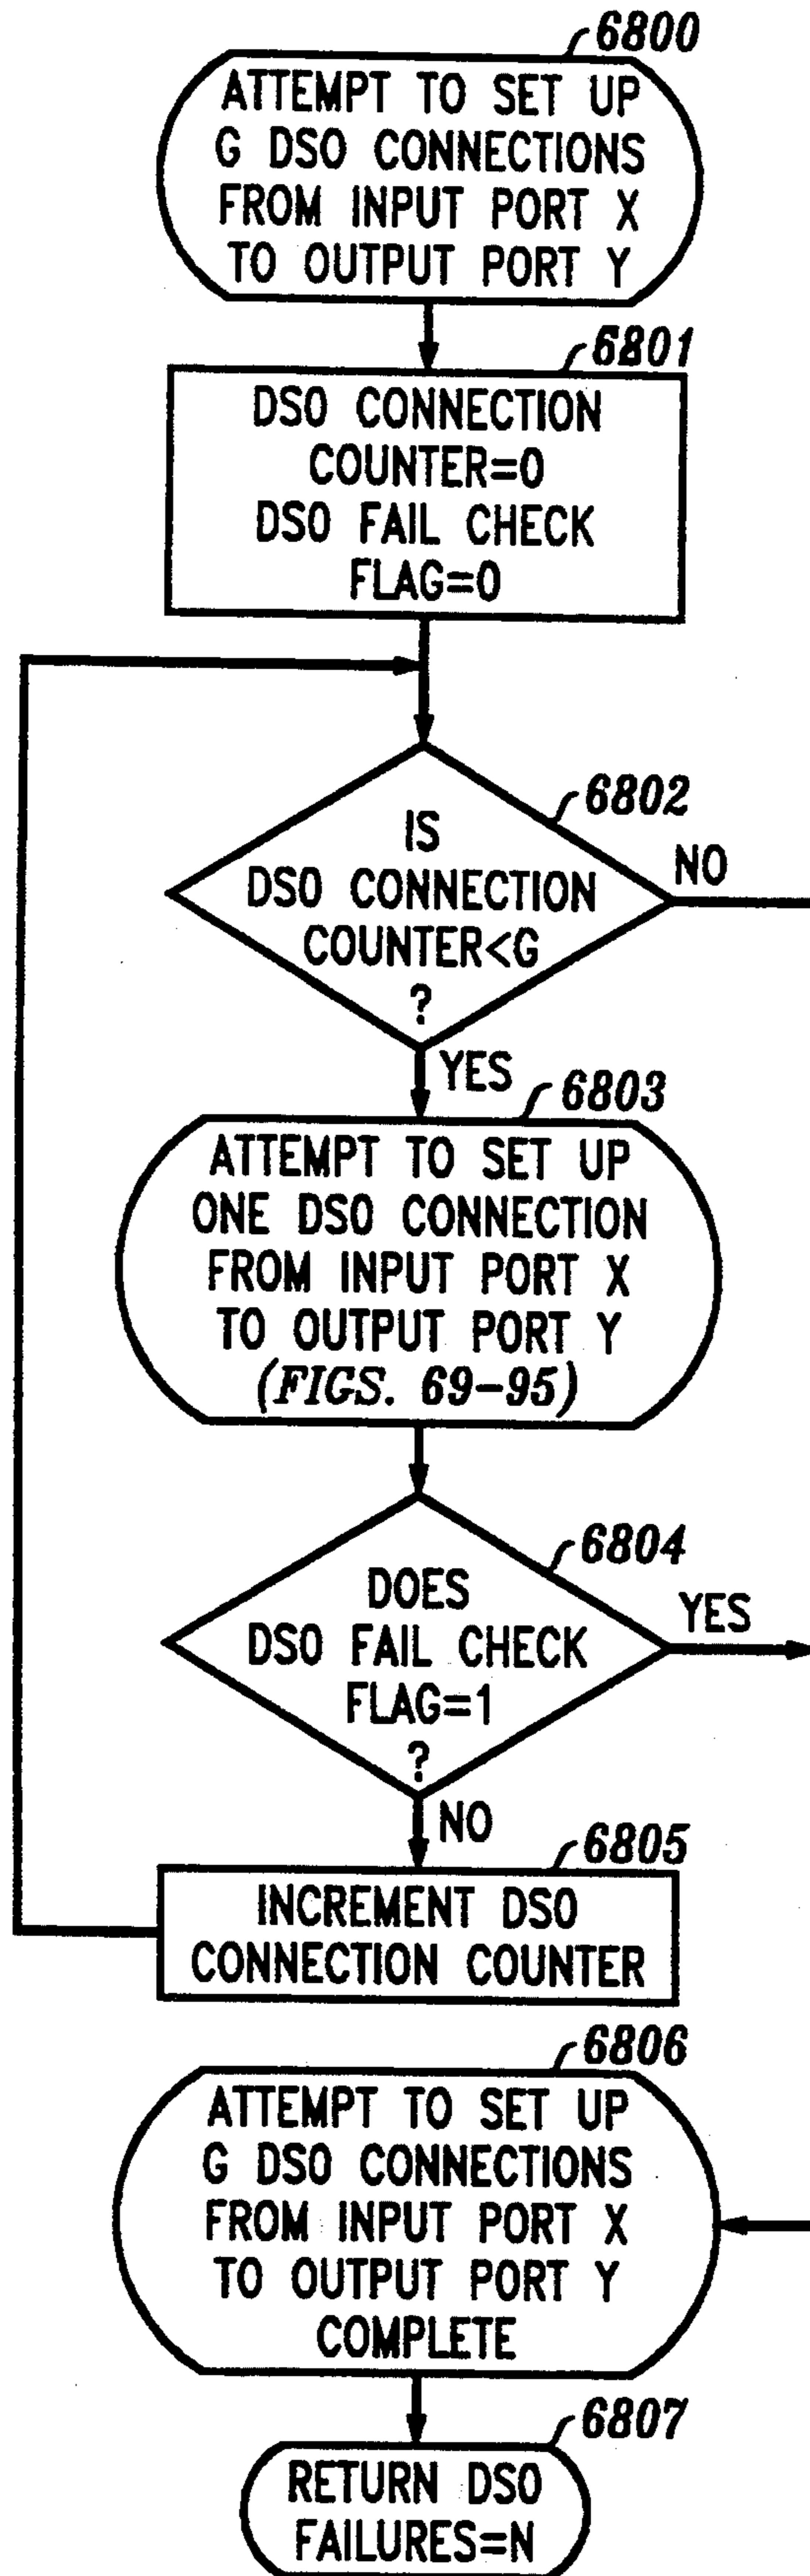 6800
ATTEMPT TO SET UP
G DSO CONNECTIONS
FROM INPUT PORT X
TO OUTPUT PORT Y
6801
DSO CONNECTION
COUNTER=0
DSO FAIL CHECK
FLAG=0
6802
IS
DSO CONNECTION
COUNTER<G
?
NO
YES
6803
ATTEMPT TO SET UP
ONE DSO CONNECTION
FROM INPUT PORT X
TO OUTPUT PORT Y
(FIGS. 69-95)
6804
DOES
DSO FAIL CHECK
FLAG=1
?
YES
NO
6805
INCREMENT DSO
CONNECTION COUNTER
6806
ATTEMPT TO SET UP
G DSO CONNECTIONS
FROM INPUT PORT X
TO OUTPUT PORT Y
COMPLETE
6807
RETURN DSO
FAILURES=N